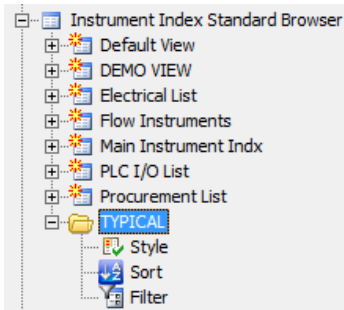 Instrument Index Standard Browser
Default View
DEMO VIEW
Electrical List
Flow Instruments
Main Instrument Indx
PLC I/O List
Procurement List
TYPICAL
Style
Sort
Filter